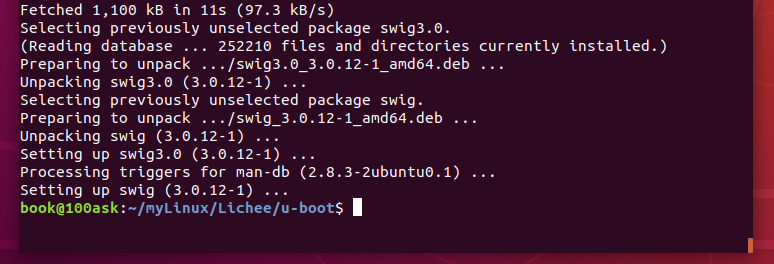 Fetched 1,100 kB in 11s (97.3 kB/s)
Selecting previously unselected package swig3.0.
(Reading database ... 252210 files and directories currently installed.)
Preparing to unpack .../swig3.0_3.0.12-1_amd64.deb ...
Unpacking swig3.0 (3.0.12-1) ...
Selecting previously unselected package swig.
Preparing to unpack .../swig_3.0.12-1_amd64.deb ...
Unpacking swig (3.0.12-1) ...
Setting up swig3.0 (3.0.12-1) ...
Processing triggers for man-db (2.8.3-2ubuntu0.1) ...
Setting up swig (3.0.12-1) ...
book@100ask:~/myLinux/Lichee/u-boot$